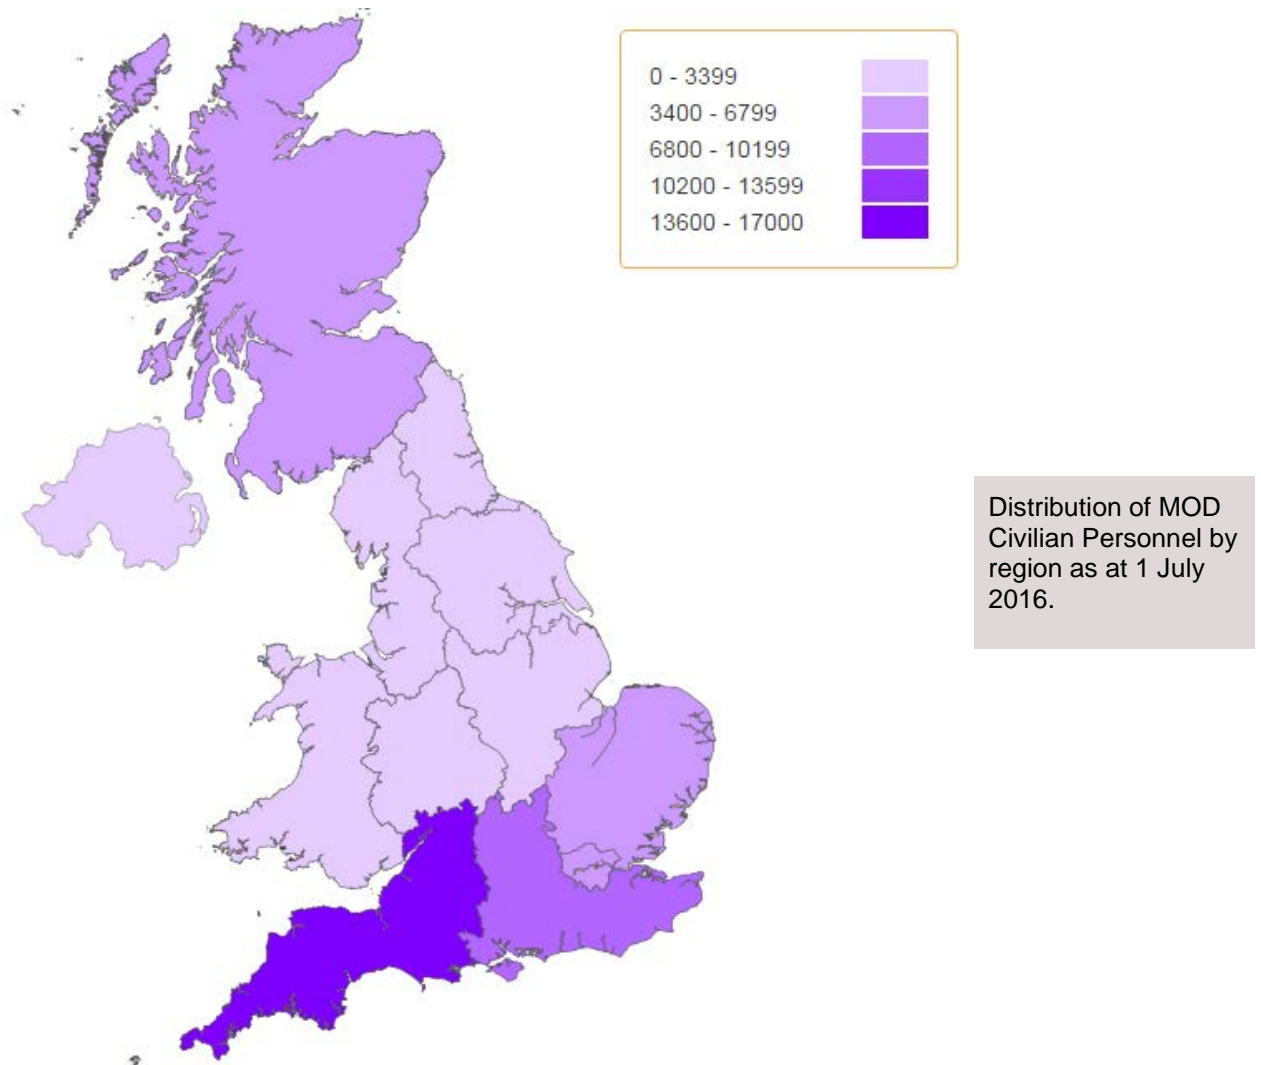 0 - 3399
3400 - 6799
6800 - 10199
10200 - 13599
13600 - 17000
Distribution of MOD
Civilian Personnel by
region as at 1 July
2016.